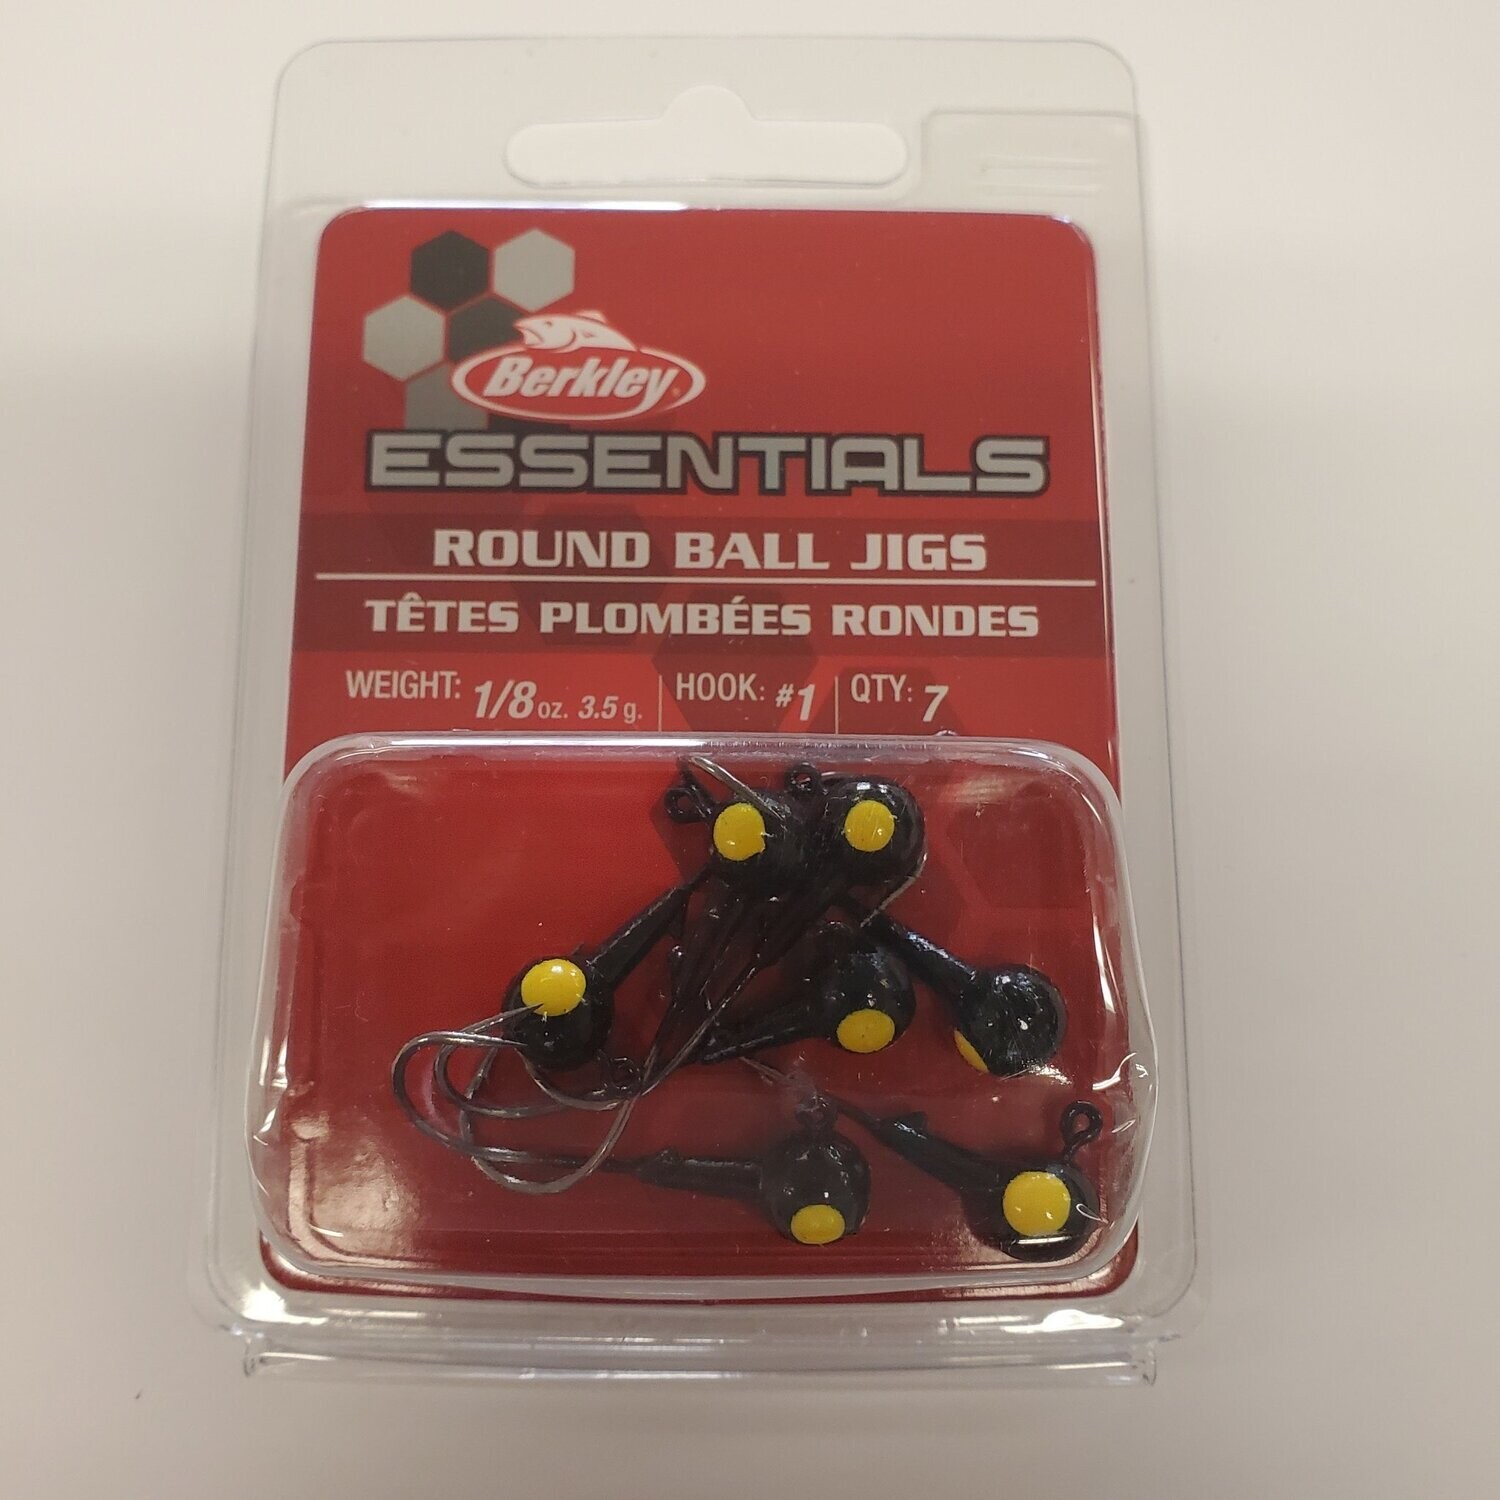 Berkley
ESSENTIALS
ROUND BALL JIGS
TÊTES PLOMBÉES RONDES
WEIGHT: 1/8 oz. 3.5 g. HOOK: #1 QTY: 7